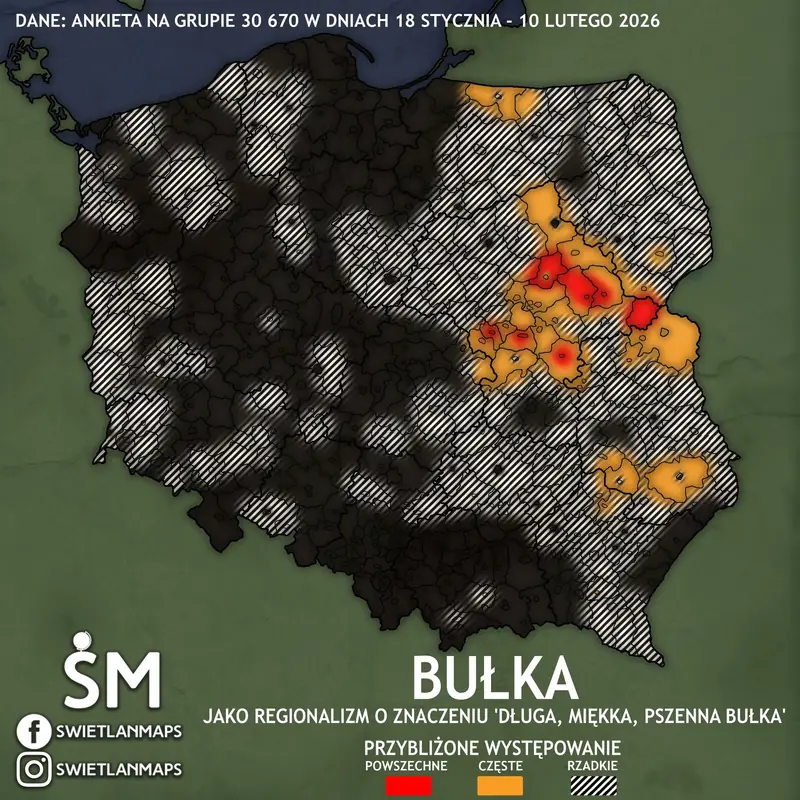 DANE: ANKIETA NA GRUPIE 30 670 W DNIACH 18 STYCZNIA - 10 LUTEGO 2026
ŚM
SWIETLANMAPS
SWIETLANMAPS
BUŁKA
JAKO REGIONALIZM O ZNACZENIU 'DŁUGA, MIĘKKA, PSZENNA BUŁKA'
PRZYBLIŻONE WYSTĘPOWANIE
POWSZECHNE CZĘSTE RZADKIE